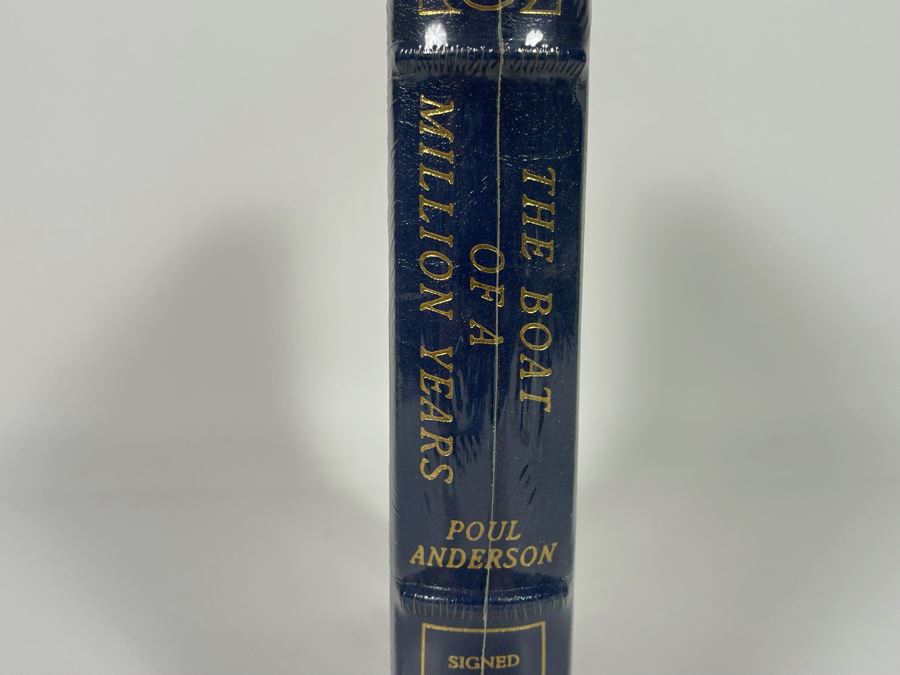 THE BOAT
OF A
MILLION YEARS
POUL
ANDERSON
SIGNED